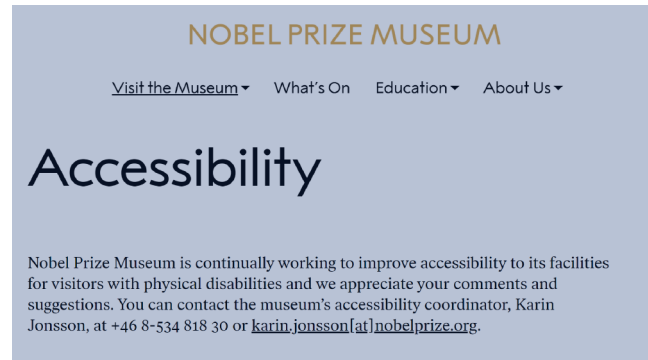 NOBEL PRIZE MUSEUM
Visit the Museum What's On Education About Us
Accessibility
Nobel Prize Museum is continually working to improve accessibility to its facilities
for visitors with physical disabilities and we appreciate your comments and
suggestions. You can contact the museum's accessibility coordinator, Karin
Jonsson, at +46 8-534 818 30 or karin.jonsson[at]nobelprize.org.